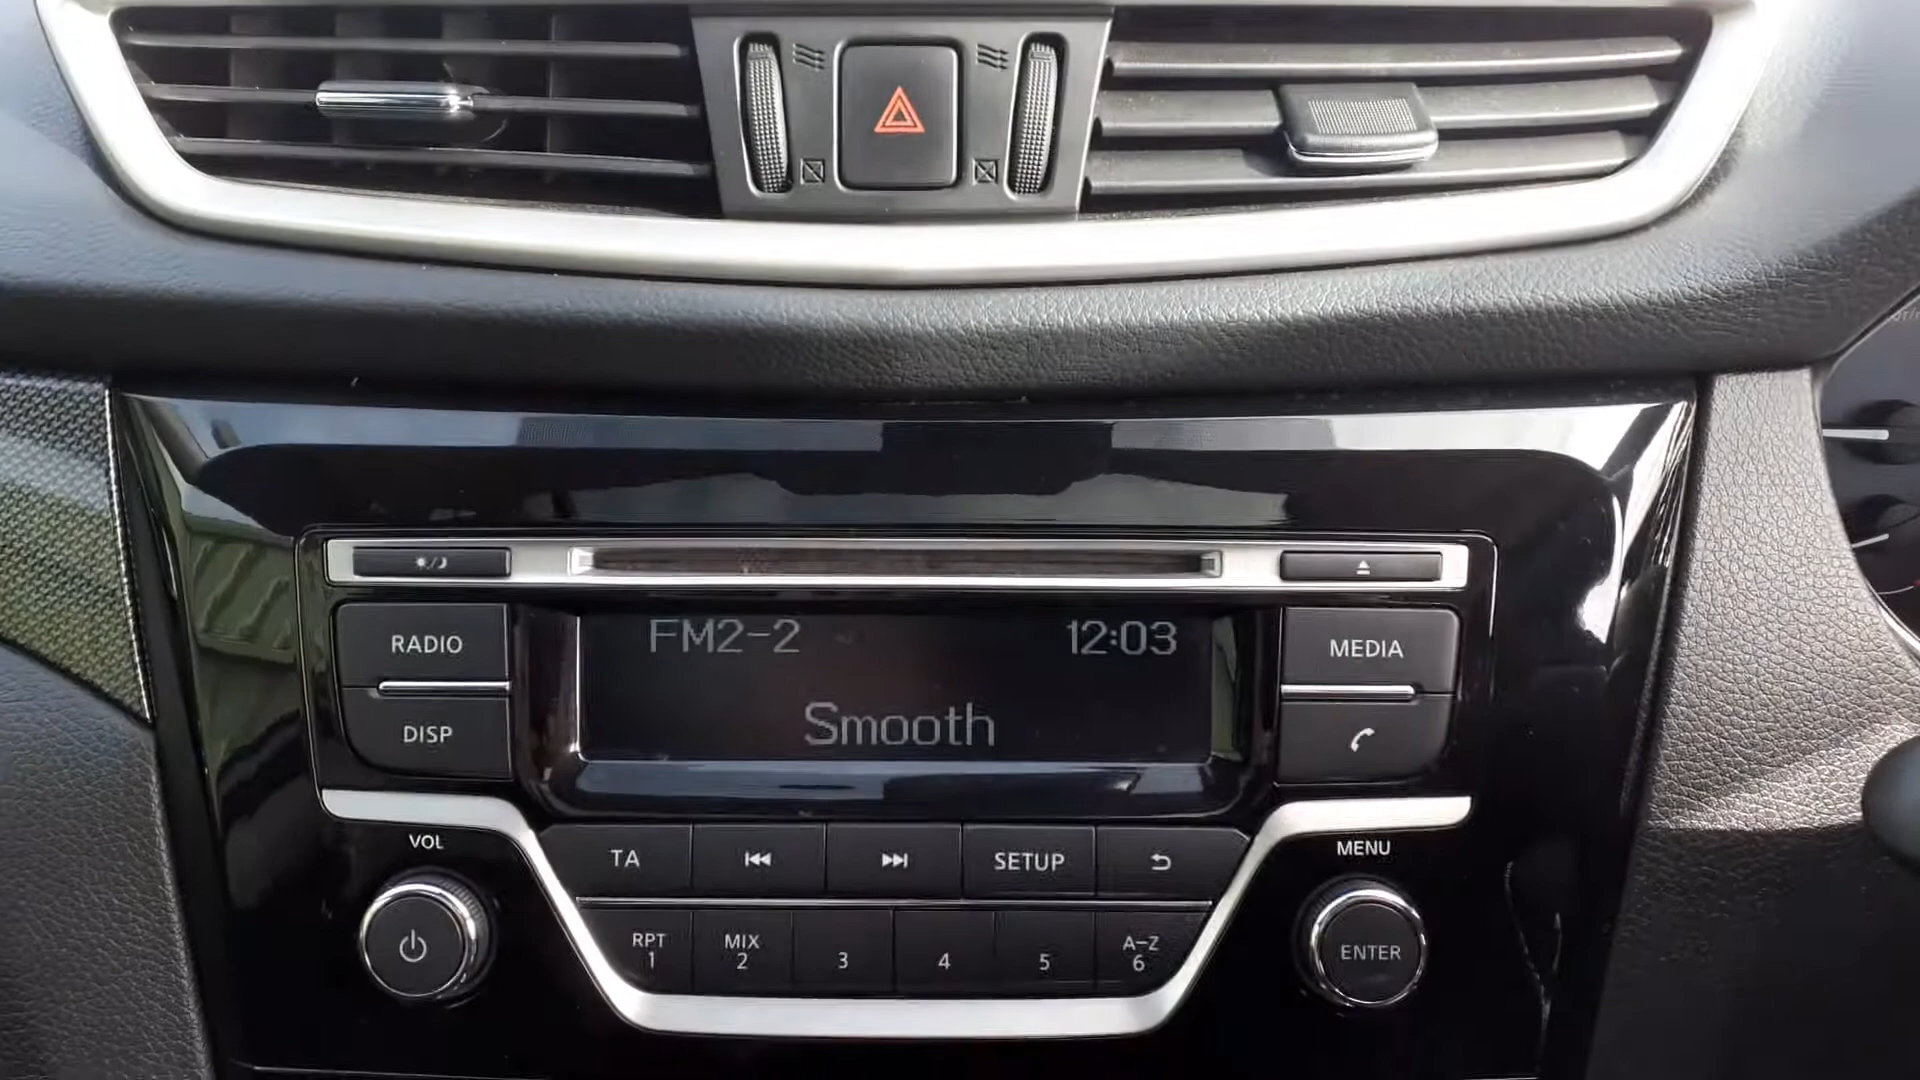 FM2-2 12:03
Smooth
RADIO
MEDIA
DISP
VOL
MENU
TA
SETUP
RPT
1
MIX
2
3
4
5
A-Z
6
ENTER